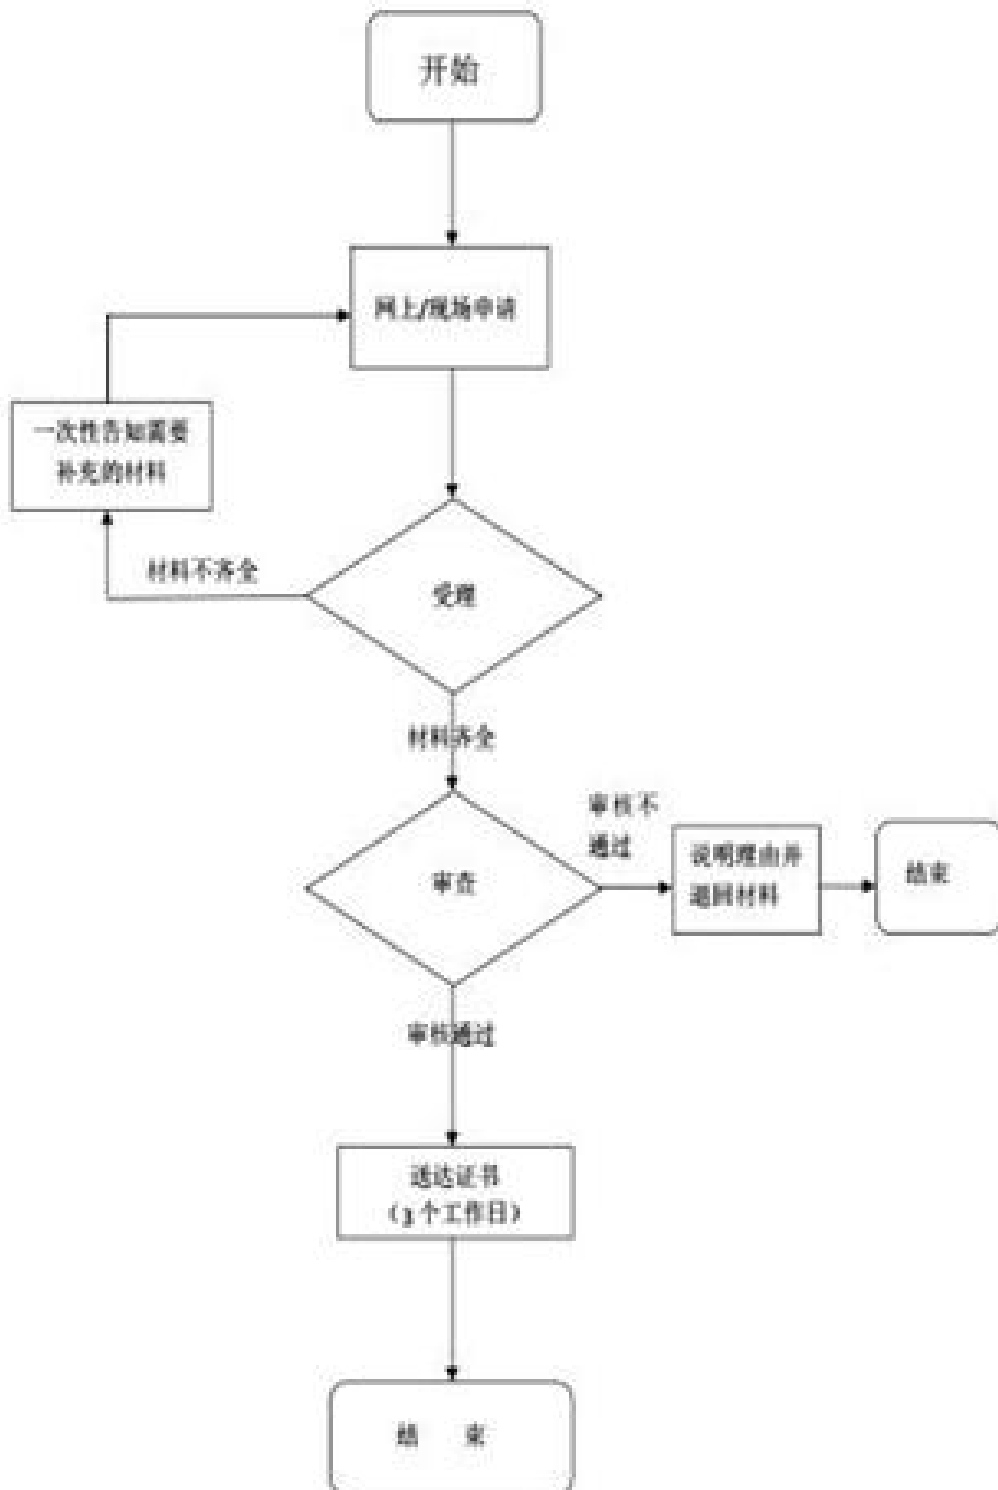 开始
网上/现场申请
一次性告知需要
补充的材料
材料不齐全
受理
材料齐全
审核不
通过
审查
说明理由并
退回材料
结束
审核通过
送达证书
（3个工作日）
结 束